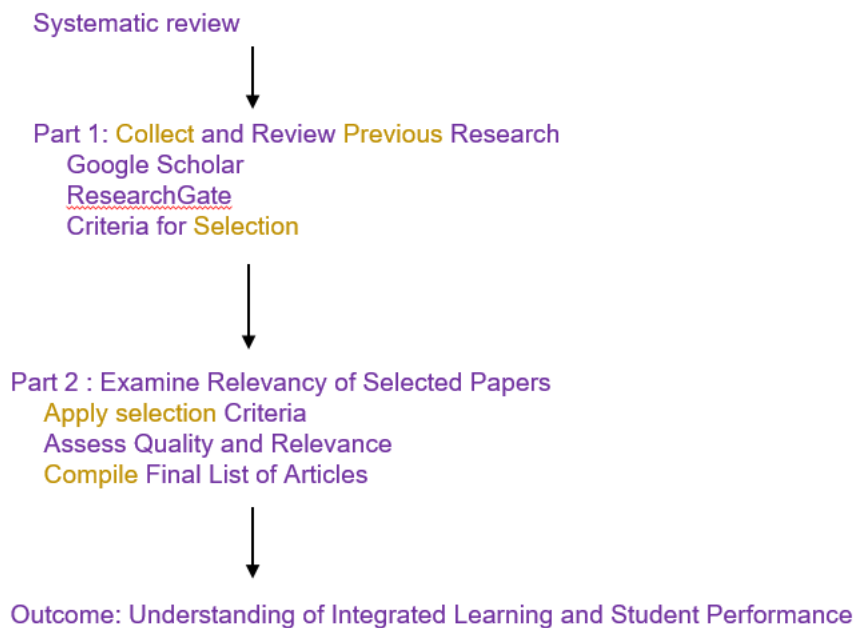 Systematic review
Part 1: Collect and Review Previous Research
Google Scholar
ResearchGate
Criteria for Selection
Part 2 : Examine Relevancy of Selected Papers
Apply selection Criteria
Assess Quality and Relevance
Compile Final List of Articles
Outcome: Understanding of Integrated Learning and Student Performance